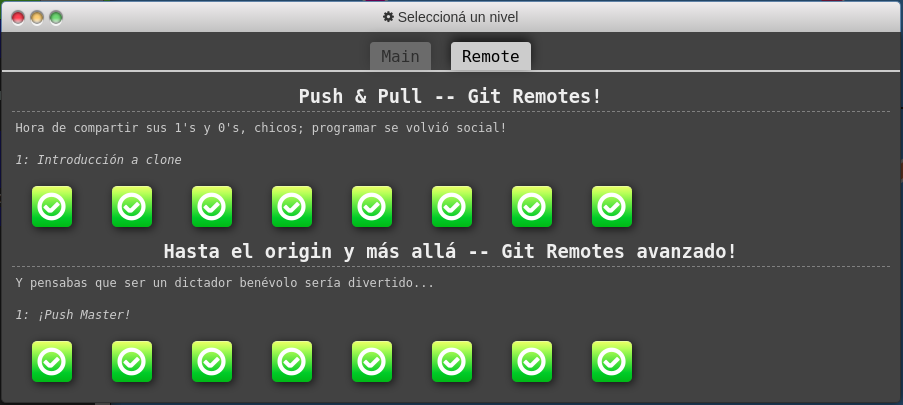 Seleccioná un nivel
Main
Remote
Push & Pull -- Git Remotes!
Hora de compartir sus 1's y 0's, chicos; programar se volvió social!
1: Introducción a clone
Hasta el origin y más allá -- Git Remotes avanzado!
Y pensabas que ser un dictador benévolo sería divertido...
1: ¡Push Master!